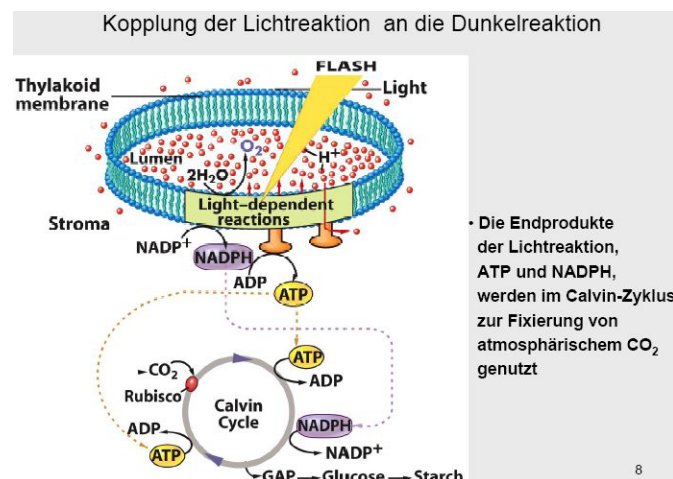 Kopplung der Lichtreaktion an die Dunkelreaktion
FLASH
Thylakoid
membrane
Light
Lumen
O₂
H⁺
2H₂O
Light–dependent
reactions
Stroma
NADP⁺
NADPH
ADP
ATP
• Die Endprodukte
der Lichtreaktion,
ATP und NADPH,
werden im Calvin-Zyklus
zur Fixierung von
atmosphärischem CO₂
genutzt
ATP
CO₂
ADP
Rubisco
Calvin
Cycle
NADPH
ADP
NADP⁺
ATP
GAP → Glucose → Starch
8